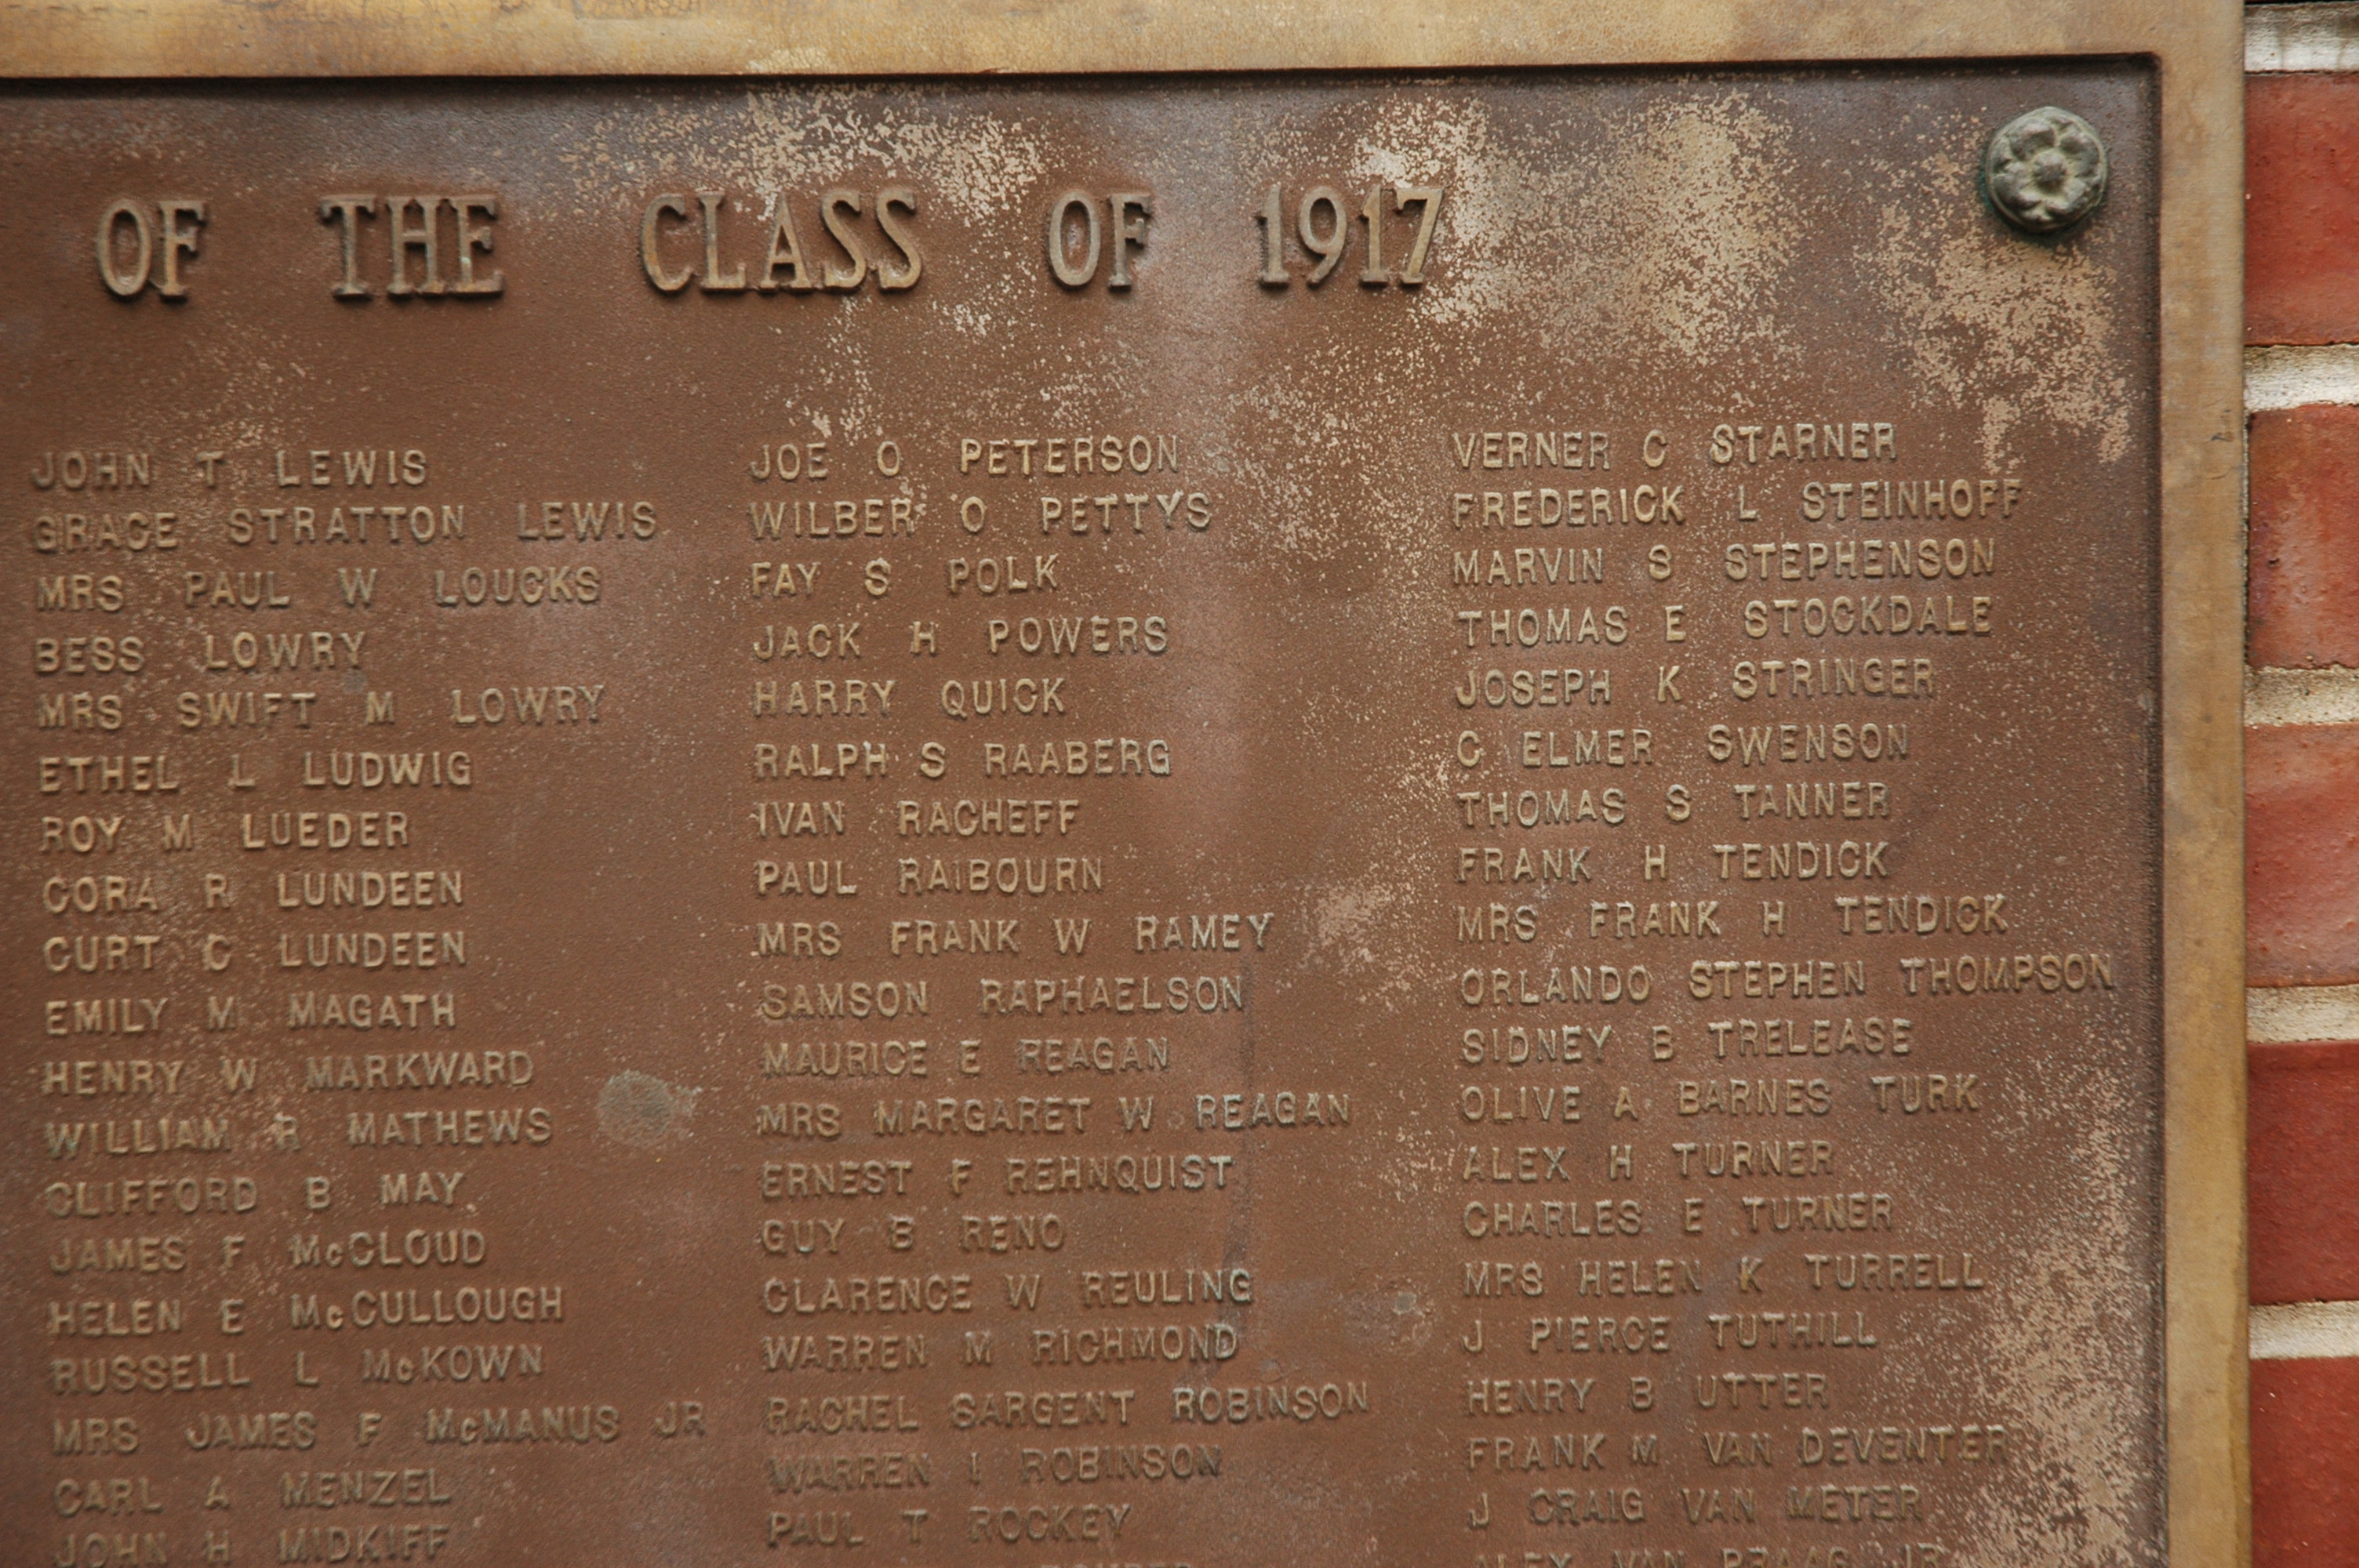 OF THE CLASS OF 1917
JOHN T LEWIS
GRACE STRATTON LEWIS
MRS PAUL W LOUCKS
BESS LOWRY
MRS SWIFT M LOWRY
ETHEL L LUDWIG
ROY M LUEDER
CORA R LUNDEEN
CURT C LUNDEEN
EMILY M MAGATH
HENRY W MARKWARD
WILLIAM R MATHEWS
CLIFFORD B MAY
JAMES F McCLOUD
HELEN E McCULLOUGH
RUSSELL L McKOWN
MRS JAMES F McMANUS JR
CARL A MENZEL
JOHN H MIDKIFF
JOE O PETERSON
WILBER O PETTYS
FAY S POLK
JACK H POWERS
HARRY QUICK
RALPH S RAABERG
IVAN RACHEFF
PAUL RAIBOURN
MRS FRANK W RAMEY
SAMSON RAPHAELSON
MAURICE E REAGAN
MRS MARGARET W REAGAN
ERNEST F REHNQUIST
GUY B RENO
CLARENCE W REULING
WARREN M RICHMOND
RACHEL SARGENT ROBINSON
WARREN I ROBINSON
PAUL T ROCKEY
VERNER C STARNER
FREDERICK L STEINHOFF
MARVIN S STEPHENSON
THOMAS E STOCKDALE
JOSEPH K STRINGER
C ELMER SWENSON
THOMAS S TANNER
FRANK H TENDICK
MRS FRANK H TENDICK
ORLANDO STEPHEN THOMPSON
SIDNEY B TRELEASE
OLIVE A BARNES TURK
ALEX H TURNER
CHARLES E TURNER
MRS HELEN K TURRELL
J PIERCE TUTHILL
HENRY B UTTER
FRANK M VAN DEVENTER
J CRAIG VAN METER
ALEX VAN PRAAG JR